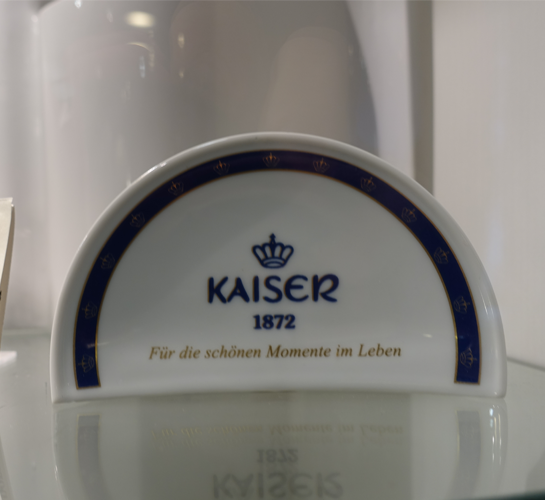 KAISER
1872
Für die schönen Momente im Leben